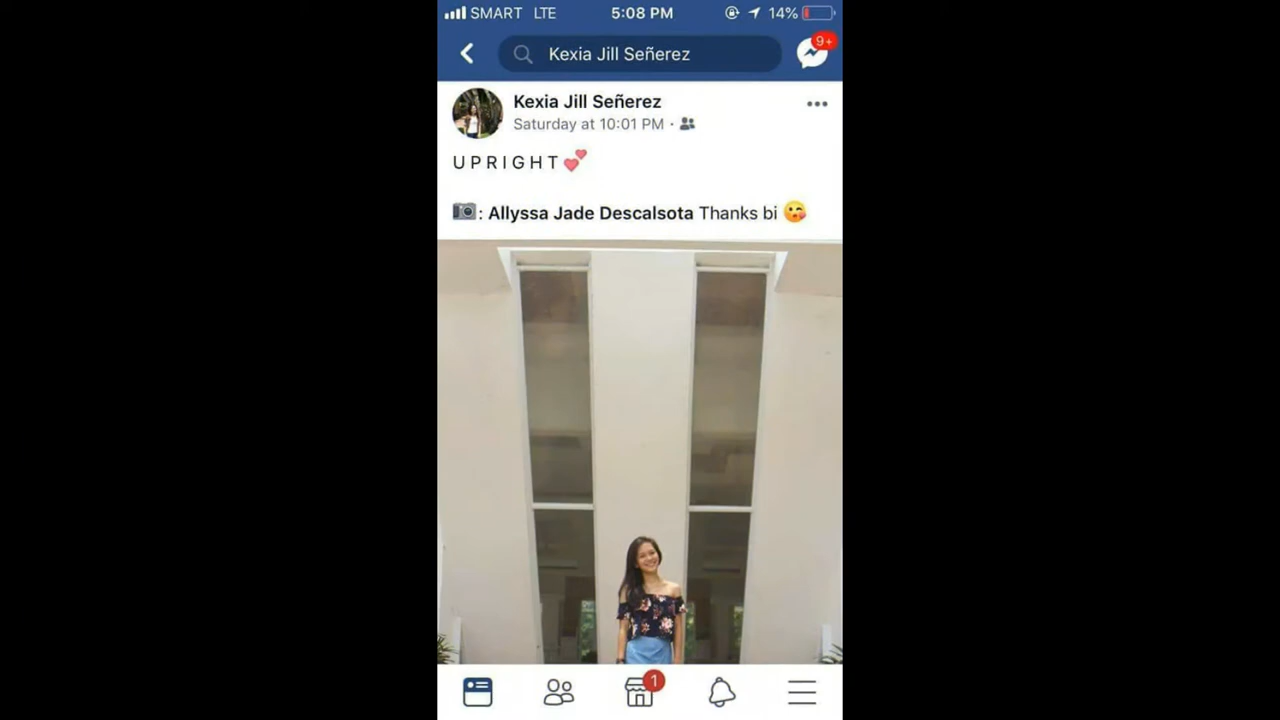 SMART LTE 5:08 PM 14%
Kexia Jill Señerez
9+
Kexia Jill Señerez
Saturday at 10:01 PM ·
U P R I G H T 💕
📷: Allyssa Jade Descalsota Thanks bi 😘
1